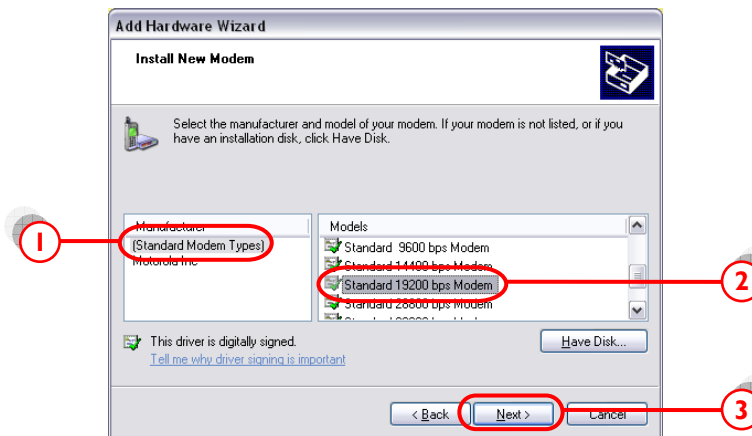 Add Hardware Wizard
Install New Modem
Select the manufacturer and model of your modem. If your modem is not listed, or if you
have an installation disk, click Have Disk.
Manufacturer
(Standard Modem Types)
Motorola Inc
Models
Standard 9600 bps Modem
Standard 14400 bps Modem
Standard 19200 bps Modem
Standard 28800 bps Modem
This driver is digitally signed.
Tell me why driver signing is important
Have Disk...
< Back
Next >
Cancel
1
2
3